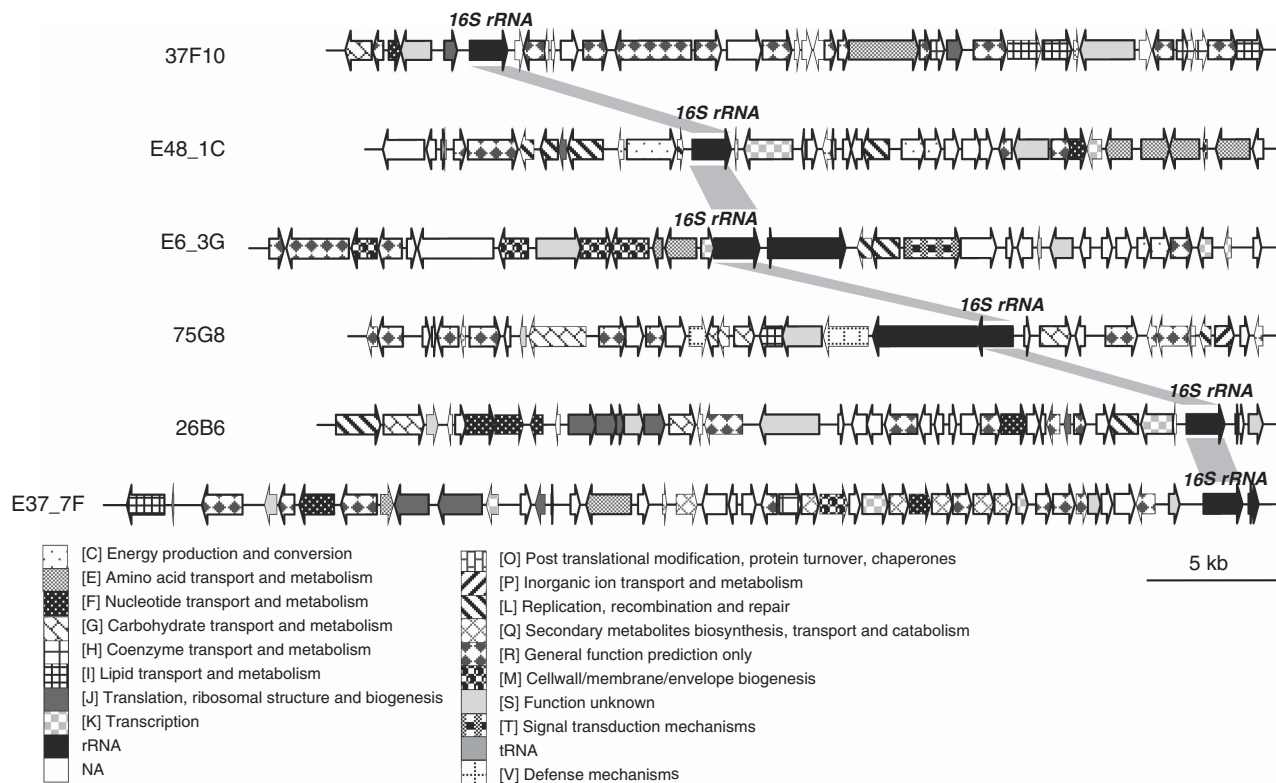 16S rRNA
37F10
16S rRNA
E48_1C
16S rRNA
E6_3G
16S rRNA
75G8
16S rRNA
26B6
16S rRNA
E37_7F
[C] Energy production and conversion
[E] Amino acid transport and metabolism
[F] Nucleotide transport and metabolism
[G] Carbohydrate transport and metabolism
[H] Coenzyme transport and metabolism
[I] Lipid transport and metabolism
[J] Translation, ribosomal structure and biogenesis
[K] Transcription
rRNA
NA
[O] Post translational modification, protein turnover, chaperones
[P] Inorganic ion transport and metabolism
[L] Replication, recombination and repair
[Q] Secondary metabolites biosynthesis, transport and catabolism
[R] General function prediction only
[M] Cellwall/membrane/envelope biogenesis
[S] Function unknown
[T] Signal transduction mechanisms
tRNA
[V] Defense mechanisms
5 kb